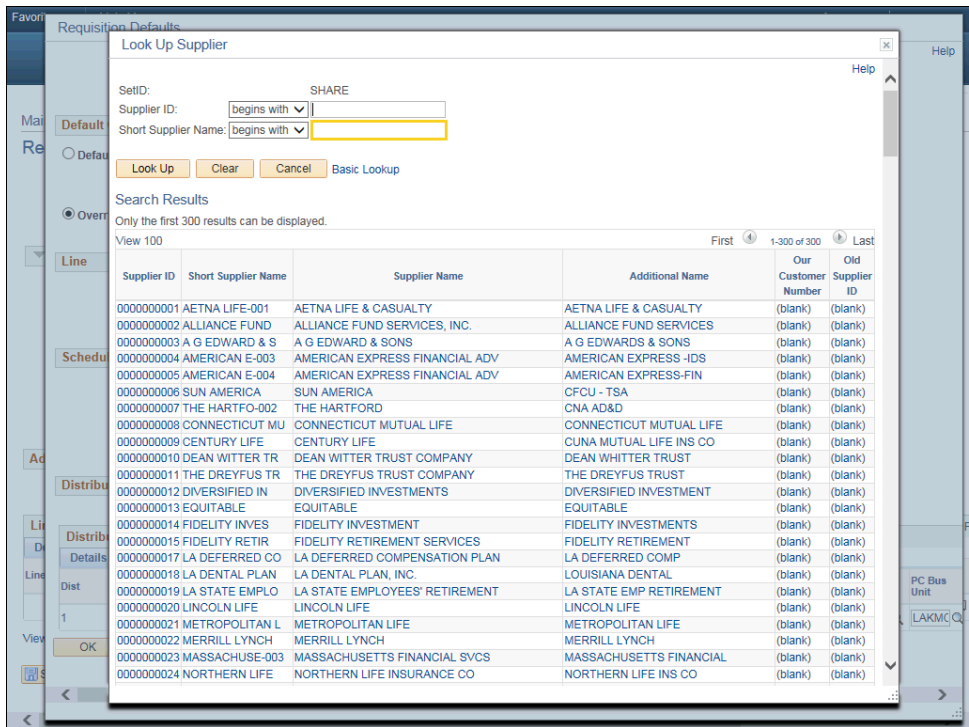 Favori
Requisition Defaults
Help
Look Up Supplier
Help
SetID: SHARE
Supplier ID: begins with
Short Supplier Name: begins with
Look Up Clear Cancel Basic Lookup
Search Results
Only the first 300 results can be displayed.
View 100 First 1-300 of 300 Last
Supplier ID Short Supplier Name Supplier Name Additional Name Our Customer Number Old Supplier ID
0000000001 AETNA LIFE-001 AETNA LIFE & CASUALTY AETNA LIFE & CASUALTY (blank) (blank)
0000000002 ALLIANCE FUND ALLIANCE FUND SERVICES, INC. ALLIANCE FUND SERVICES (blank) (blank)
0000000003 A G EDWARD & S A G EDWARD & SONS A G EDWARDS & SONS (blank) (blank)
0000000004 AMERICAN E-003 AMERICAN EXPRESS FINANCIAL ADV AMERICAN EXPRESS -IDS (blank) (blank)
0000000005 AMERICAN E-004 AMERICAN EXPRESS FINANCIAL ADV AMERICAN EXPRESS-FIN (blank) (blank)
0000000006 SUN AMERICA SUN AMERICA CFCU - TSA (blank) (blank)
0000000007 THE HARTFO-002 THE HARTFORD CNA AD&D (blank) (blank)
0000000008 CONNECTICUT MU CONNECTICUT MUTUAL LIFE CONNECTICUT MUTUAL LIFE (blank) (blank)
0000000009 CENTURY LIFE CENTURY LIFE CUNA MUTUAL LIFE INS CO (blank) (blank)
0000000010 DEAN WITTER TR DEAN WITTER TRUST COMPANY DEAN WHITTER TRUST (blank) (blank)
0000000011 THE DREYFUS TR THE DREYFUS TRUST COMPANY THE DREYFUS TRUST (blank) (blank)
0000000012 DIVERSIFIED IN DIVERSIFIED INVESTMENTS DIVERSIFIED INVESTMENT (blank) (blank)
0000000013 EQUITABLE EQUITABLE EQUITABLE (blank) (blank)
0000000014 FIDELITY INVES FIDELITY INVESTMENT FIDELITY INVESTMENTS (blank) (blank)
0000000015 FIDELITY RETIR FIDELITY RETIREMENT SERVICES FIDELITY RETIREMENT (blank) (blank)
0000000017 LA DEFERRED CO LA DEFERRED COMPENSATION PLAN LA DEFERRED COMP (blank) (blank)
0000000018 LA DENTAL PLAN LA DENTAL PLAN, INC. LOUISIANA DENTAL (blank) (blank)
0000000019 LA STATE EMPLO LA STATE EMPLOYEES' RETIREMENT LA STATE EMP RETIREMENT (blank) (blank)
0000000020 LINCOLN LIFE LINCOLN LIFE LINCOLN LIFE (blank) (blank)
0000000021 METROPOLITAN L METROPOLITAN LIFE METROPOLITAN LIFE (blank) (blank)
0000000022 MERRILL LYNCH MERRILL LYNCH MERRILL LYNCH (blank) (blank)
0000000023 MASSACHUSE-003 MASSACHUSETTS FINANCIAL SVCS MASSACHUSETTS FINANCIAL (blank) (blank)
0000000024 NORTHERN LIFE NORTHERN LIFE INSURANCE CO NORTHERN LIFE INS CO (blank) (blank)
Mai
Re
Default
Defau
Overr
Line
Schedul
Ad
Distribu
Lin
Distrib
De
Details
Line
Dist
PC Bus Unit
1
LAKMC
View
OK
S